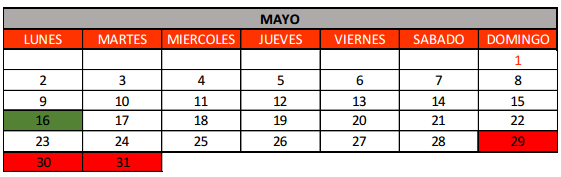 MAYO
LUNES MARTES MIERCOLES JUEVES VIERNES SABADO DOMINGO
1
2 3 4 5 6 7 8
9 10 11 12 13 14 15
16 17 18 19 20 21 22
23 24 25 26 27 28 29
30 31